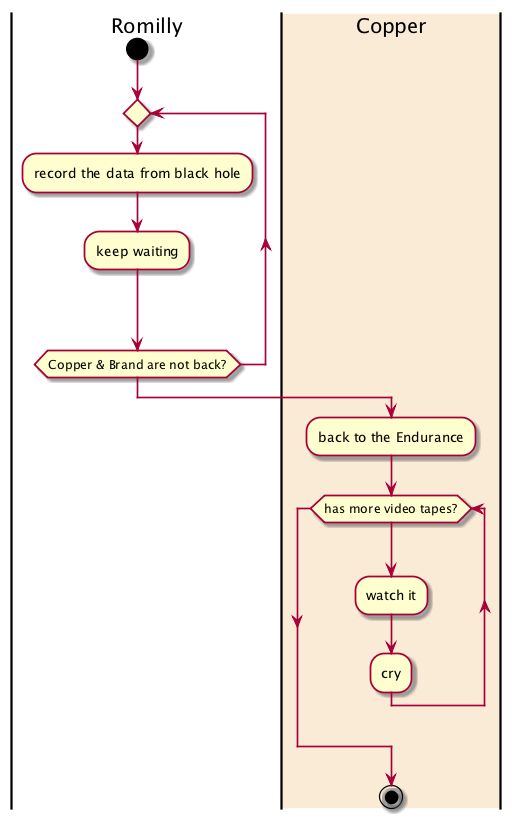 Romilly
Copper
record the data from black hole
keep waiting
Copper & Brand are not back?
back to the Endurance
has more video tapes?
watch it
cry